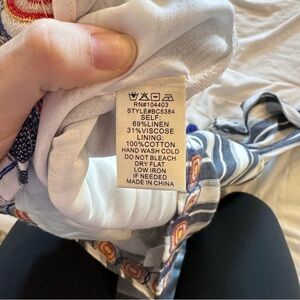 RN#104403
STYLE#BC5384
SELF:
69%LINEN
31%VISCOSE
LINING:
100%COTTON
HAND WASH COLD
DO NOT BLEACH
DRY FLAT
LOW IRON
IF NEEDED
MADE IN CHINA